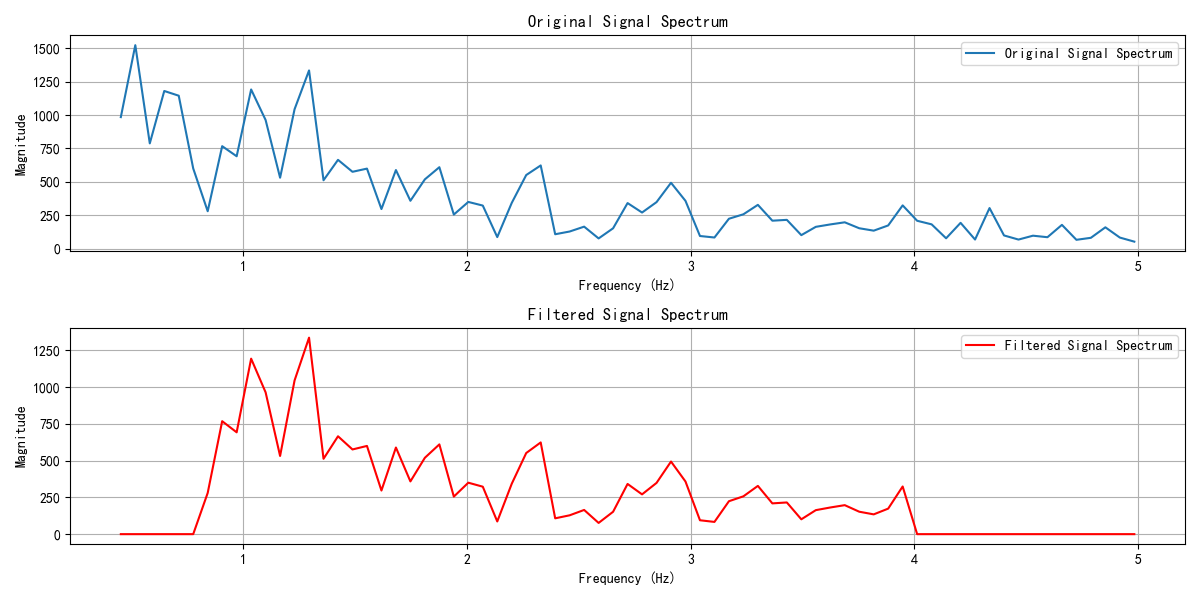 Original Signal Spectrum
1500
1250
1000
750
500
250
0
Magnitude
Original Signal Spectrum
1 2 3 4 5
Frequency (Hz)
Filtered Signal Spectrum
1250
1000
750
500
250
0
Magnitude
Filtered Signal Spectrum
1 2 3 4 5
Frequency (Hz)